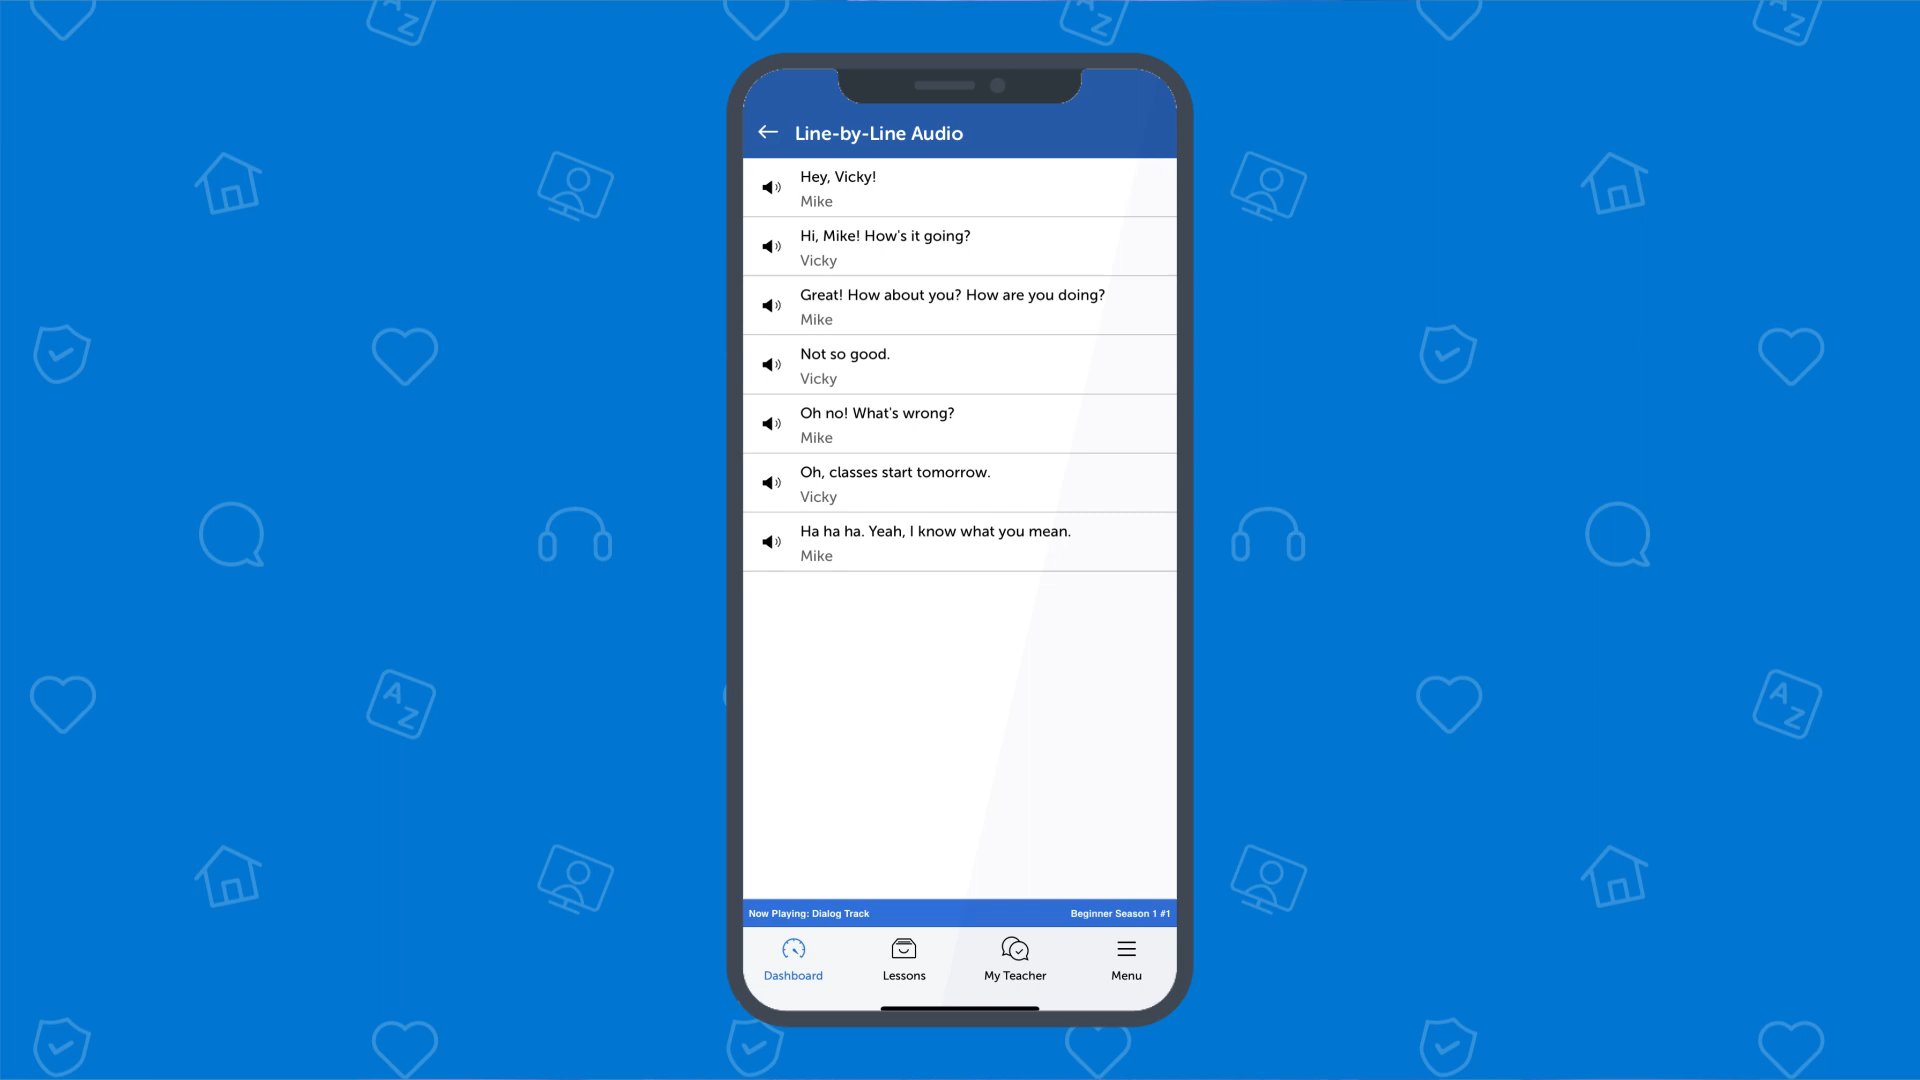 Line-by-Line Audio
Hey, Vicky!
Mike
Hi, Mike! How's it going?
Vicky
Great! How about you? How are you doing?
Mike
Not so good.
Vicky
Oh no! What's wrong?
Mike
Oh, classes start tomorrow.
Vicky
Ha ha ha. Yeah, I know what you mean.
Mike
Now Playing: Dialog Track
Beginner Season 1 #1
Dashboard
Lessons
My Teacher
Menu
A
Z
A
Z
A
Z
A
Z
A
Z